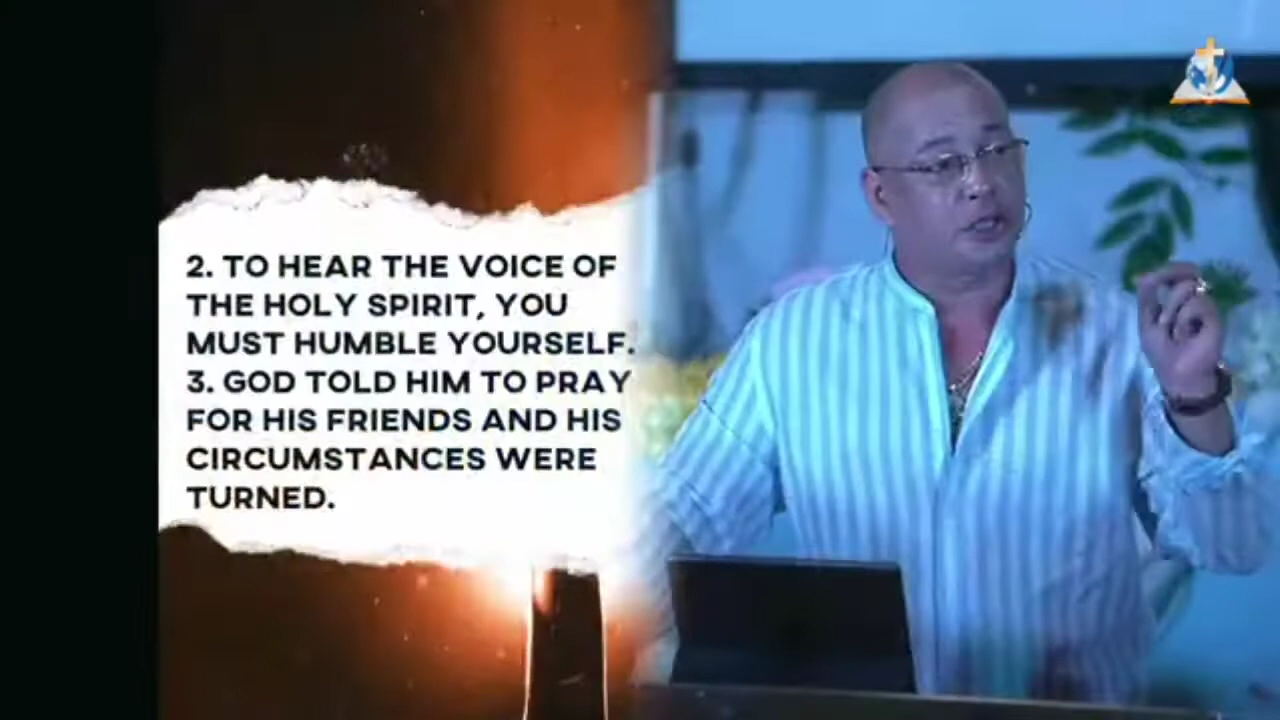 2. TO HEAR THE VOICE OF
THE HOLY SPIRIT, YOU
MUST HUMBLE YOURSELF.
3. GOD TOLD HIM TO PRAY
FOR HIS FRIENDS AND HIS
CIRCUMSTANCES WERE
TURNED.